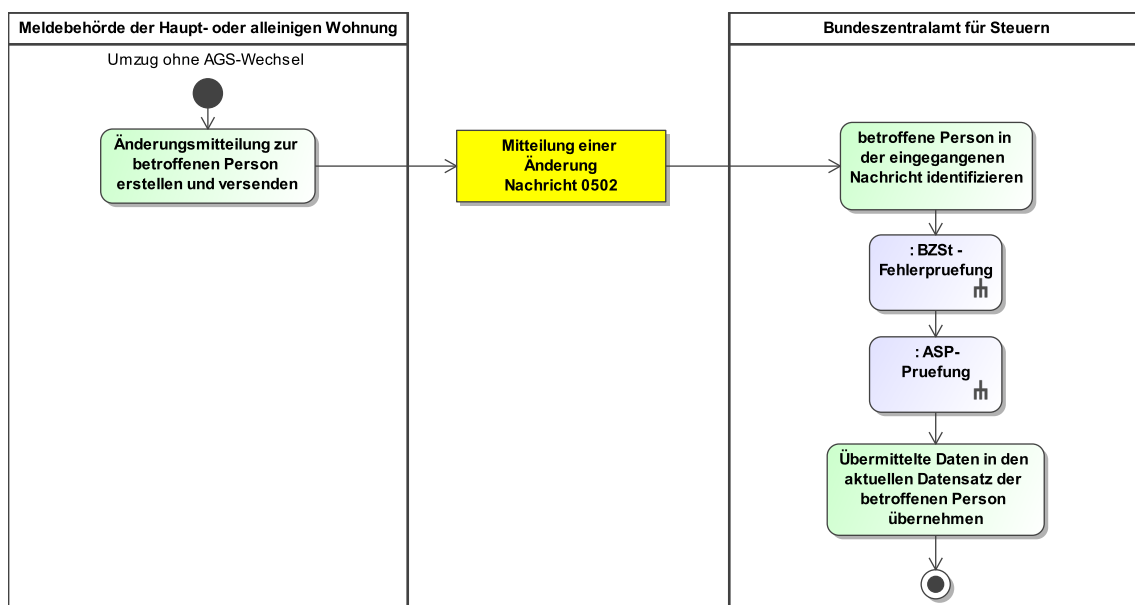 Meldebehörde der Haupt- oder alleinigen Wohnung
Umzug ohne AGS-Wechsel
Änderungsmitteilung zur
betroffenen Person
erstellen und versenden
Mitteilung einer
Änderung
Nachricht 0502
Bundeszentralamt für Steuern
betroffene Person in
der eingegangenen
Nachricht identifizieren
: BZSt -
Fehlerpruefung
: ASP-
Pruefung
Übermittelte Daten in den
aktuellen Datensatz der
betroffenen Person
übernehmen